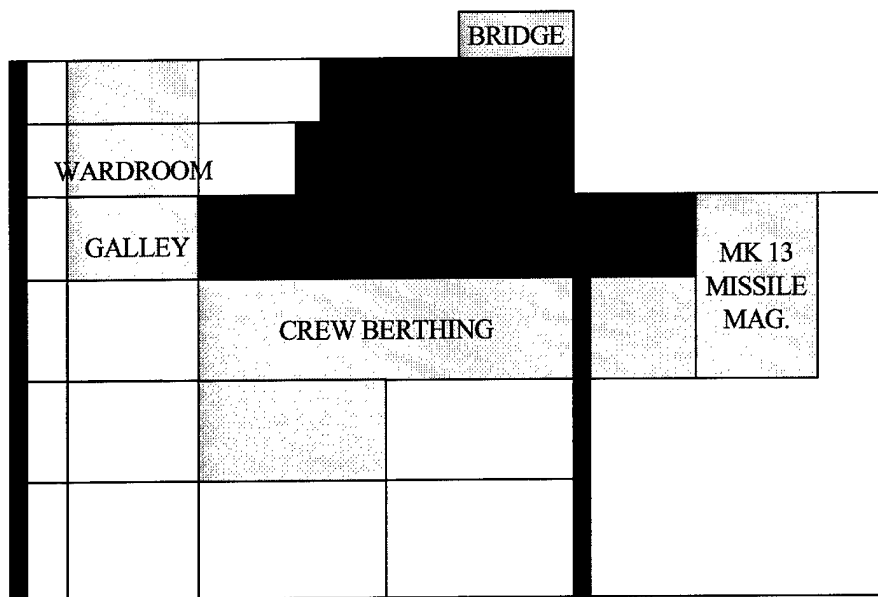 BRIDGE
WARDROOM
GALLEY
MK 13
MISSILE
MAG.
CREW BERTHING